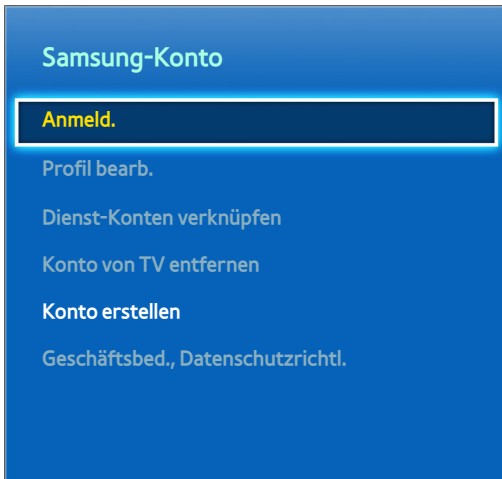 Samsung-Konto
Anmeld.
Profil bearb.
Dienst-Konten verknüpfen
Konto von TV entfernen
Konto erstellen
Geschäftsbed., Datenschutzrichtl.